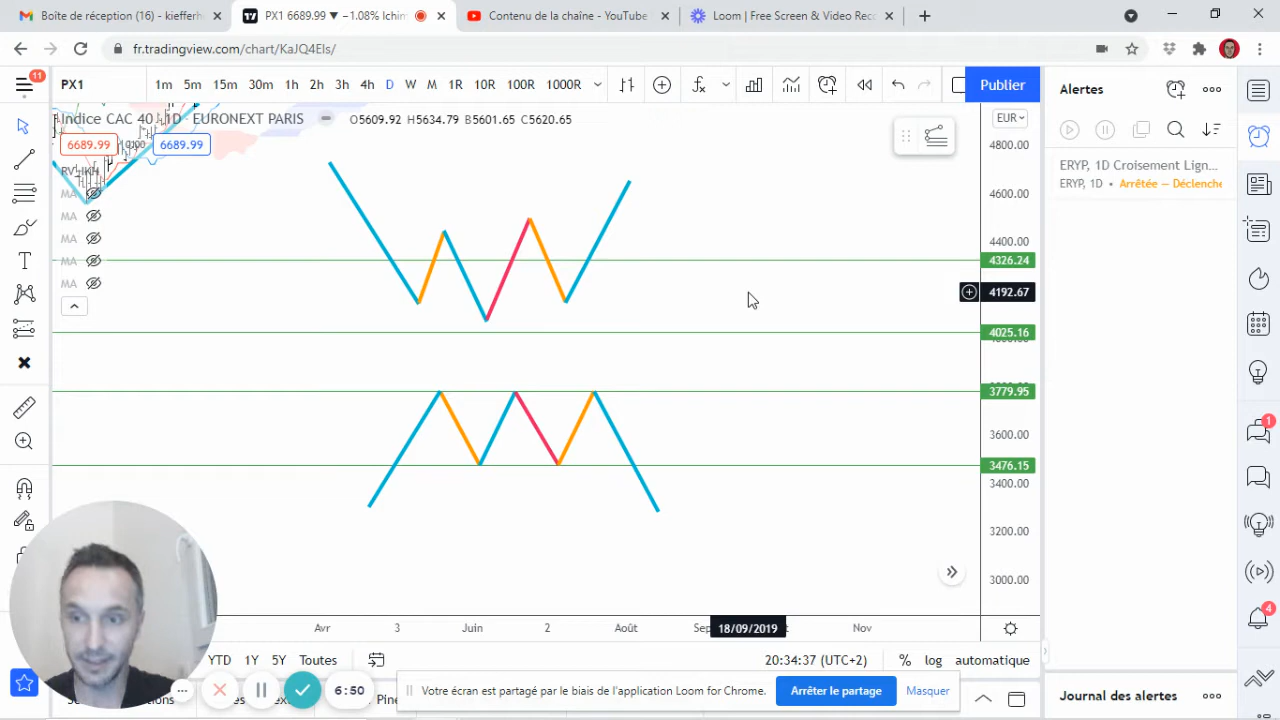 Boîte de réception (16) - kiefferh
PX1 6689.99 ▼ −1.08% Ichim
Contenu de la chaîne - YouTube
Loom | Free Screen & Video Reco
fr.tradingview.com/chart/KaJQ4Els/
11
PX1
1m 5m 15m 30m 1h 2h 3h 4h D W M 1R 10R 100R 1000R
Publier
Alertes
Indice CAC 40 · 1D · EURONEXT PARIS
O5609.92 H5634.79 B5601.65 C5620.65
EUR
6689.99
6689.99
4800.00
ERYP, 1D Croisement Lign...
ERYP, 1D • Arrêtée — Déclenche
MA
MA
MA
MA
MA
4600.00
4400.00
4326.24
4192.67
4025.16
3779.95
3600.00
3476.15
3400.00
3200.00
3000.00
1
4
Avr 3 Juin 2 Août 18/09/2019 Nov
YTD 1Y 5Y Toutes
20:34:37 (UTC+2)
% log automatique
6:50
Votre écran est partagé par le biais de l'application Loom for Chrome.
Arrêter le partage
Masquer
Journal des alertes